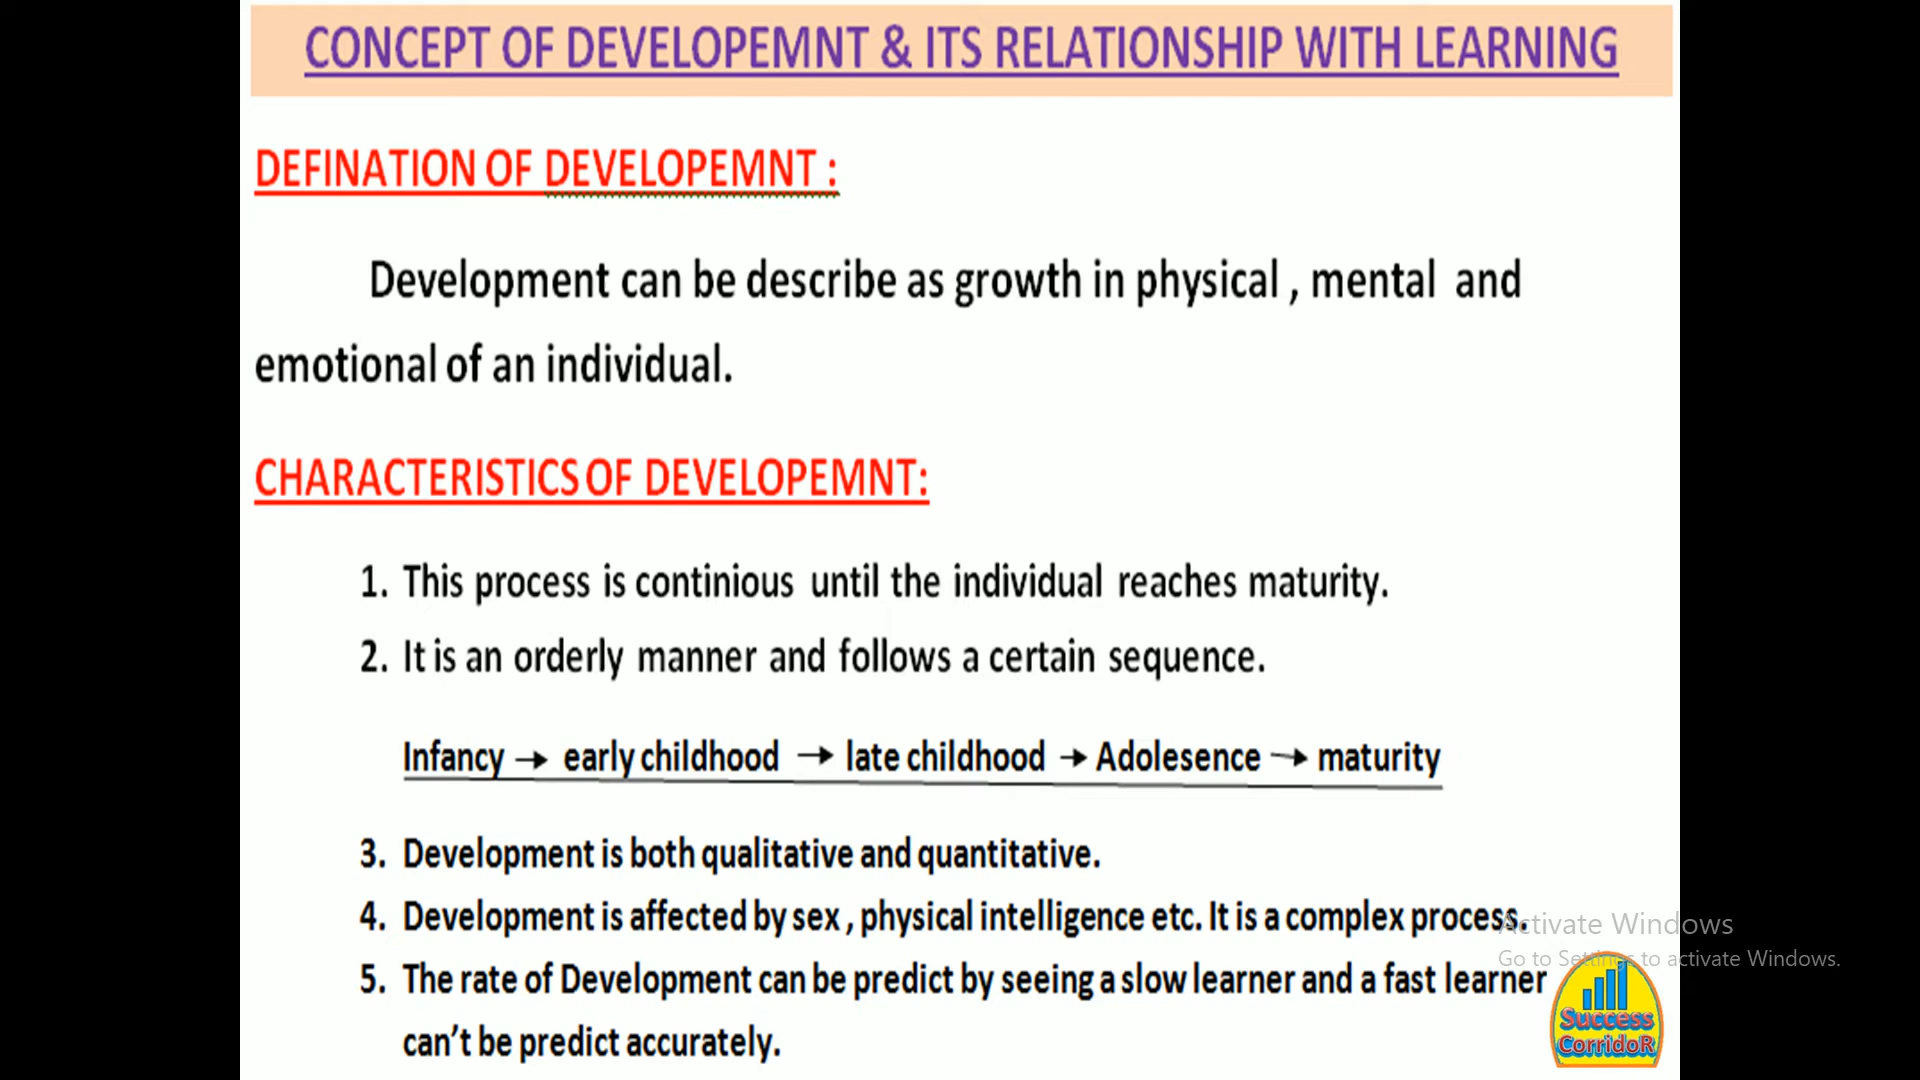 CONCEPT OF DEVELOPEMNT & ITS RELATIONSHIP WITH LEARNING
DEFINATION OF DEVELOPEMNT :
Development can be describe as growth in physical , mental and
emotional of an individual.
CHARACTERISTICS OF DEVELOPEMNT:
1. This process is continious until the individual reaches maturity.
2. It is an orderly manner and follows a certain sequence.
Infancy → early childhood → late childhood → Adolesence → maturity
3. Development is both qualitative and quantitative.
4. Development is affected by sex , physical intelligence etc. It is a complex process.
5. The rate of Development can be predict by seeing a slow learner and a fast learner
can't be predict accurately.
Activate Windows
Go to Settings to activate Windows.
Success
CorridoR